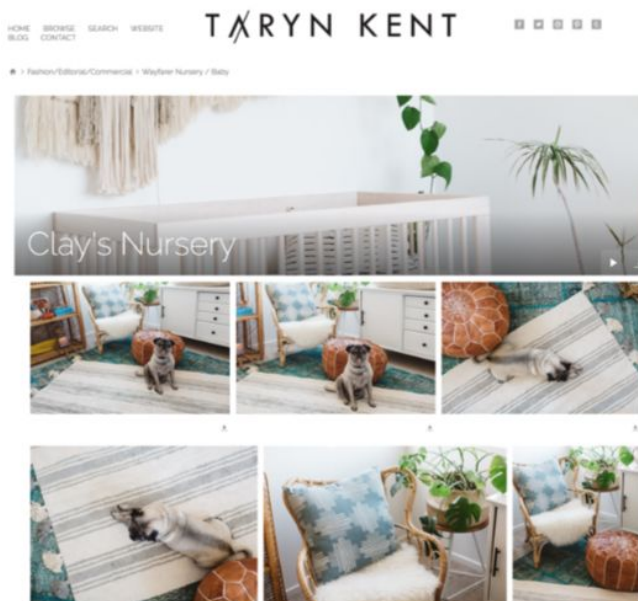 TARYN KENT
HOME BROWSE SEARCH WEBSITE
BLOG CONTACT
> Fashion/Editorial/Commercial > Wayfarer Nursery / Baby
Clay's Nursery